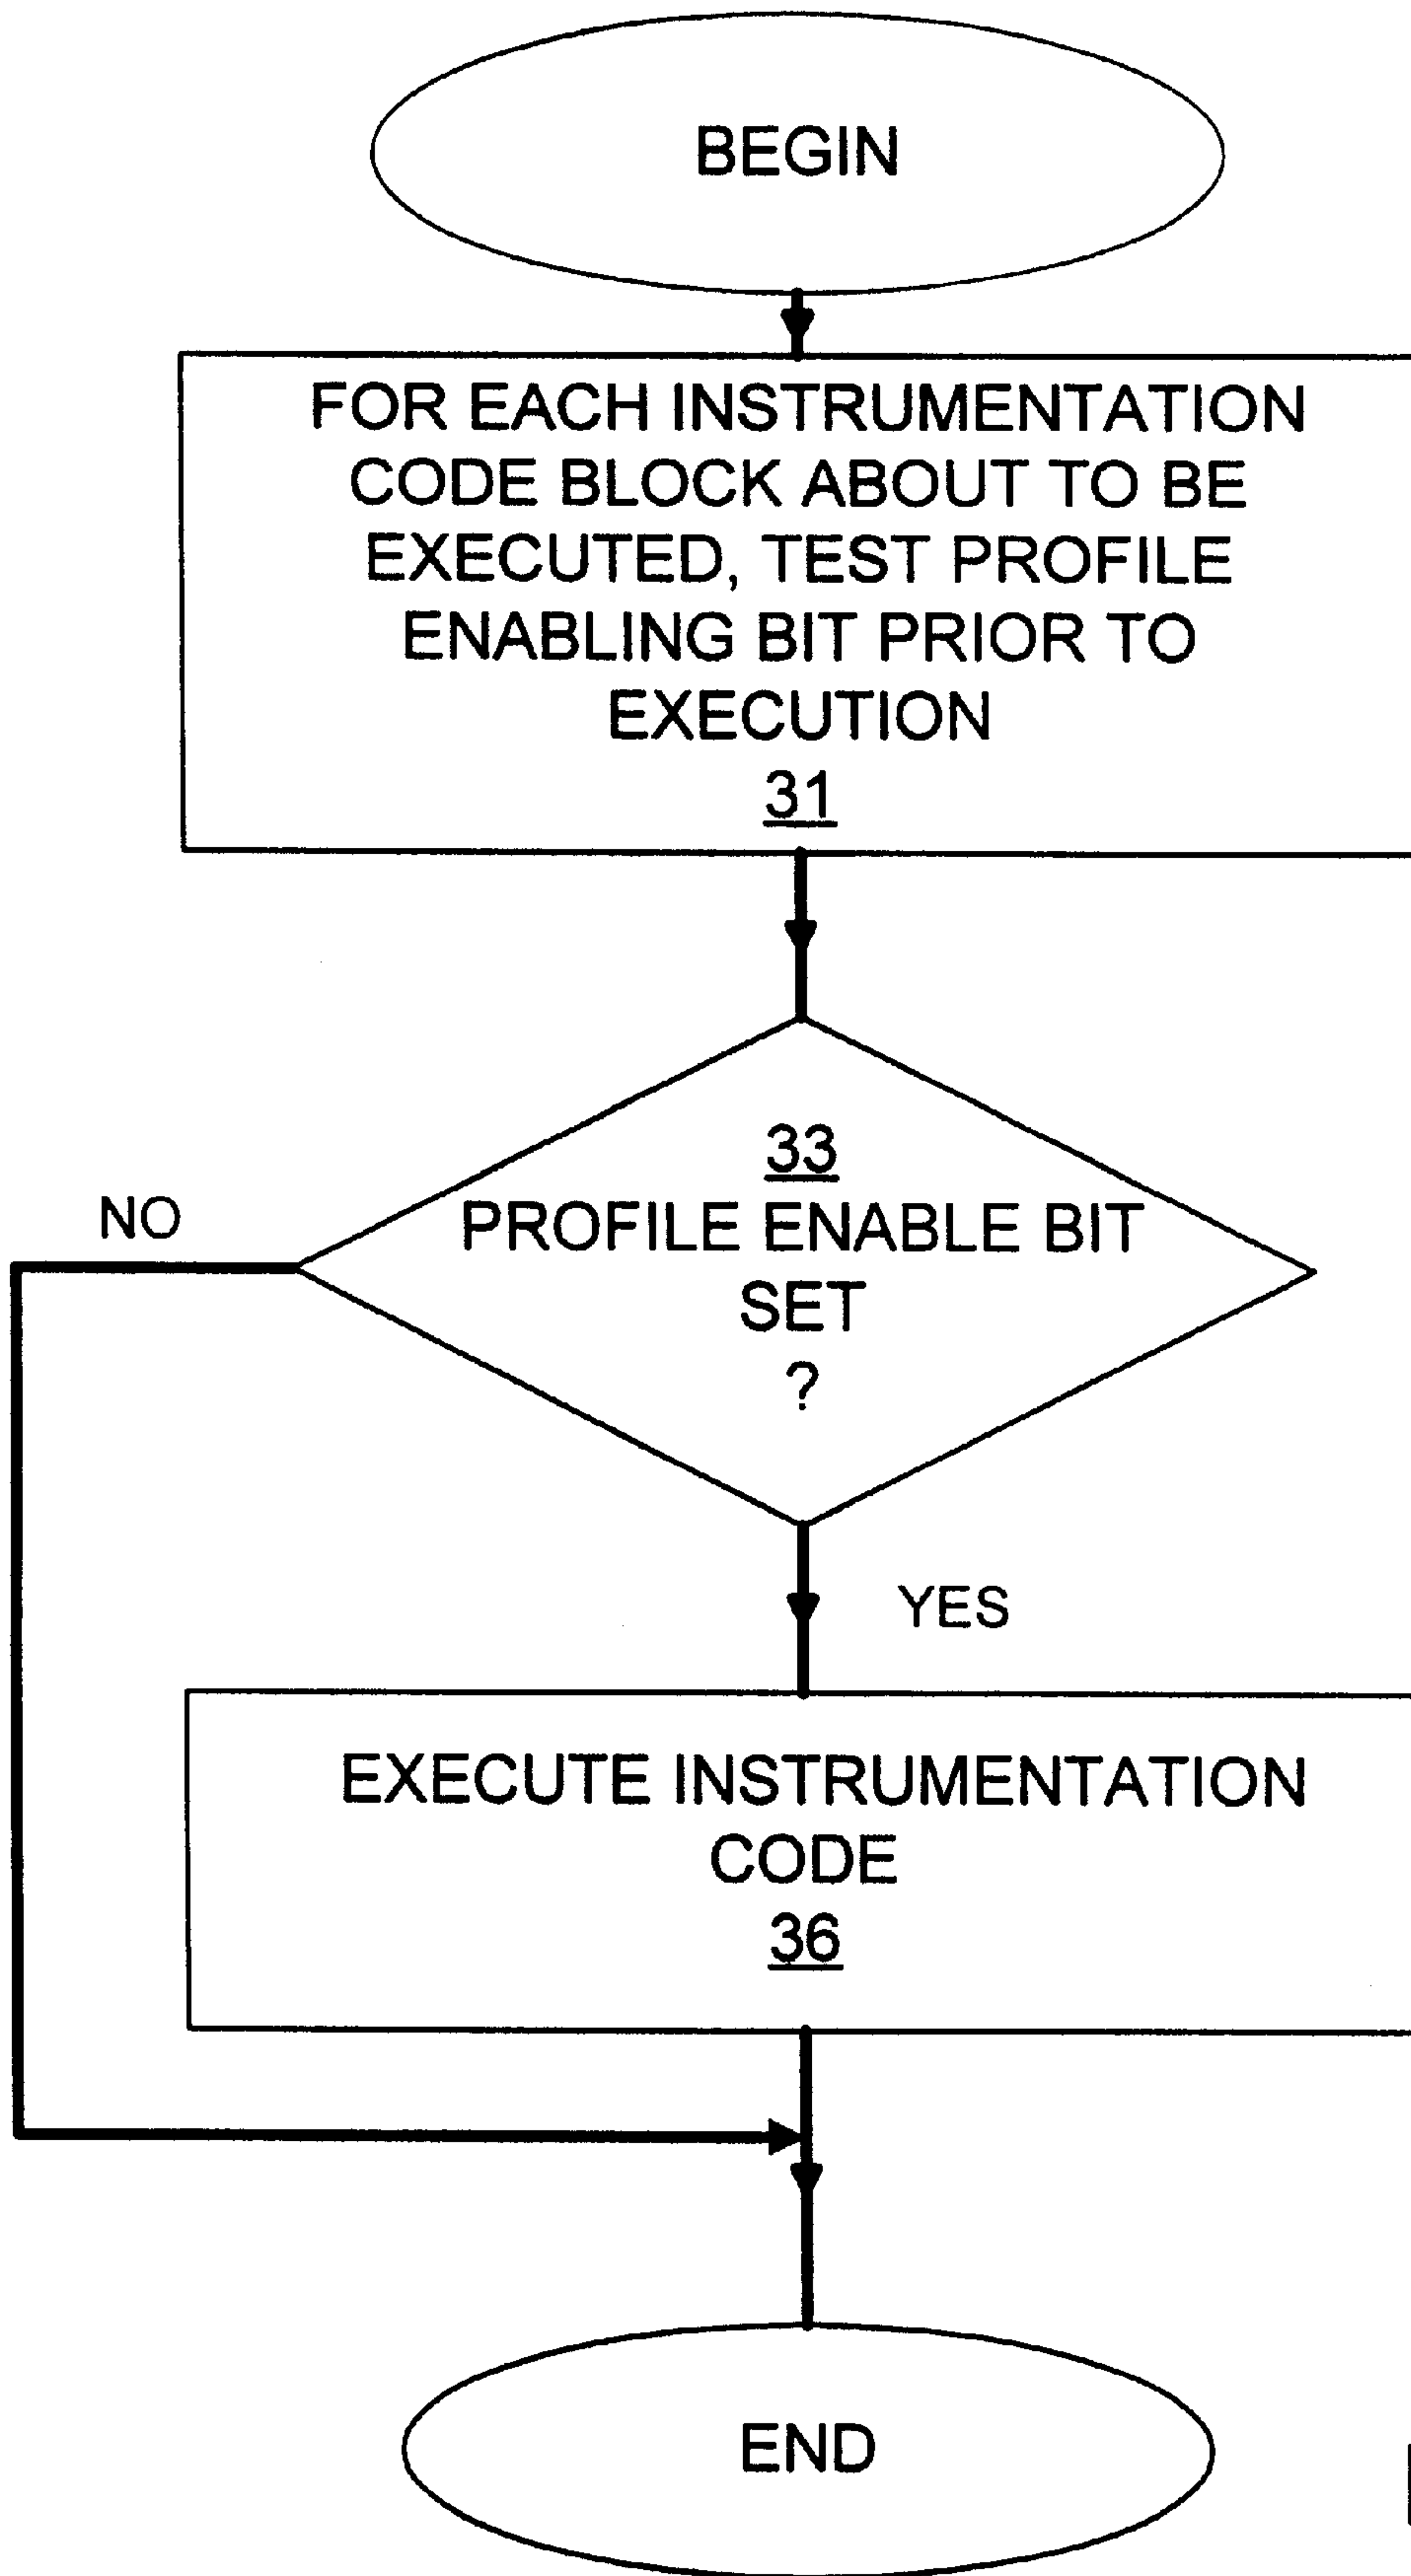 BEGIN
FOR EACH INSTRUMENTATION
CODE BLOCK ABOUT TO BE
EXECUTED, TEST PROFILE
ENABLING BIT PRIOR TO
EXECUTION
31
33
PROFILE ENABLE BIT
SET
?
NO
YES
EXECUTE INSTRUMENTATION
CODE
36
END